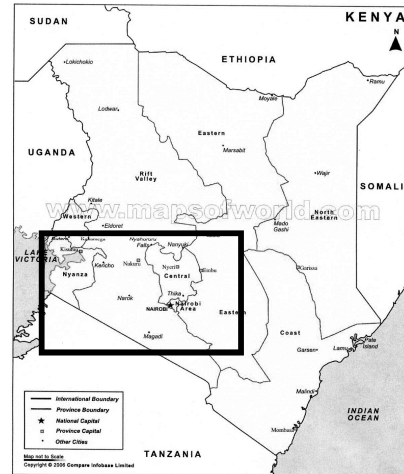 KENYA
SUDAN
N
ETHIOPIA
Lokichokio
Ramu
Moyale
Lodwar
Eastern
Marsabit
UGANDA
Rift
Valley
Wajir
SOMALI
Kitale
www.mapsofworld.com
Western
North
Eastern
Eldoret
Mado
Gashi
Nyahururu
Falls
Nanyuki
LAKE
VICTORIA
Kisumu
Nakuru
Nyeri
Embu
Garissa
Nyanza
Kericho
Central
Narok
Thika
NAIROBI
Nairobi
Area
Eastern
Coast
Magadi
Garsen
Lamu
Pate
Island
Malindi
INDIAN
OCEAN
Mombasa
International Boundary
Province Boundary
National Capital
Province Capital
Other Cities
TANZANIA
Map not to Scale
Copyright © 2006 Compare Infobase Limited